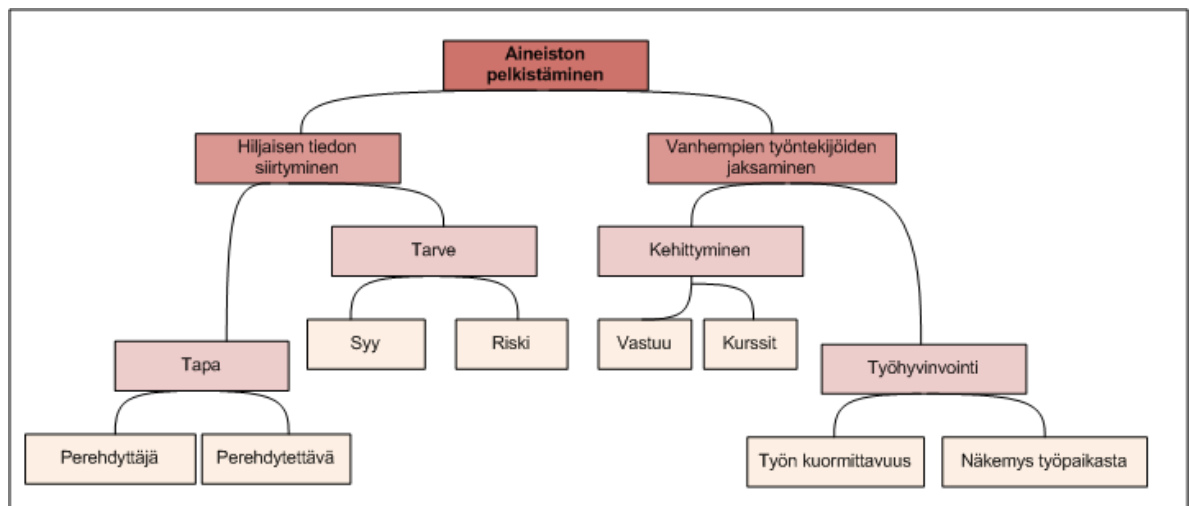 Aineiston
pelkistäminen
Hiljaisen tiedon
siirtyminen
Vanhempien työntekijöiden
jaksaminen
Tarve
Kehittyminen
Syy
Riski
Vastuu
Kurssit
Tapa
Työhyvinvointi
Perehdyttäjä
Perehdytettävä
Työn kuormittavuus
Näkemys työpaikasta